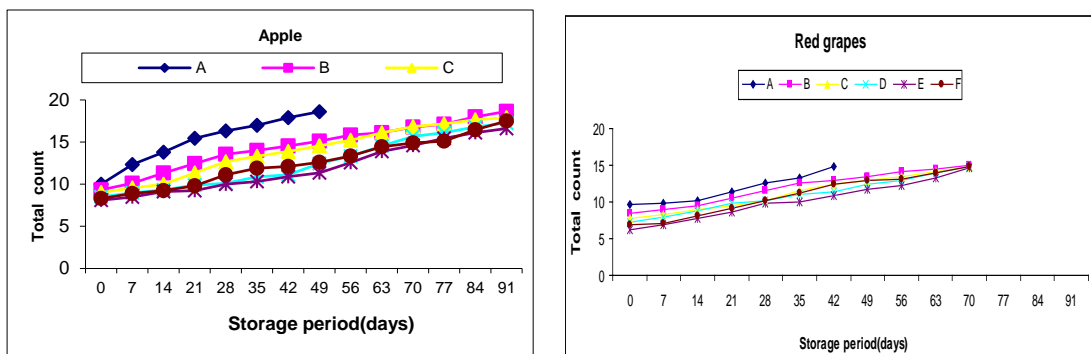 Apple
A B C
20
15
10
5
0
Total count
0 7 14 21 28 35 42 49 56 63 70 77 84 91
Storage period(days)
Red grapes
A B C D E F
20
15
10
5
0
Total count
0 7 14 21 28 35 42 49 56 63 70 77 84 91
Storage period(days)